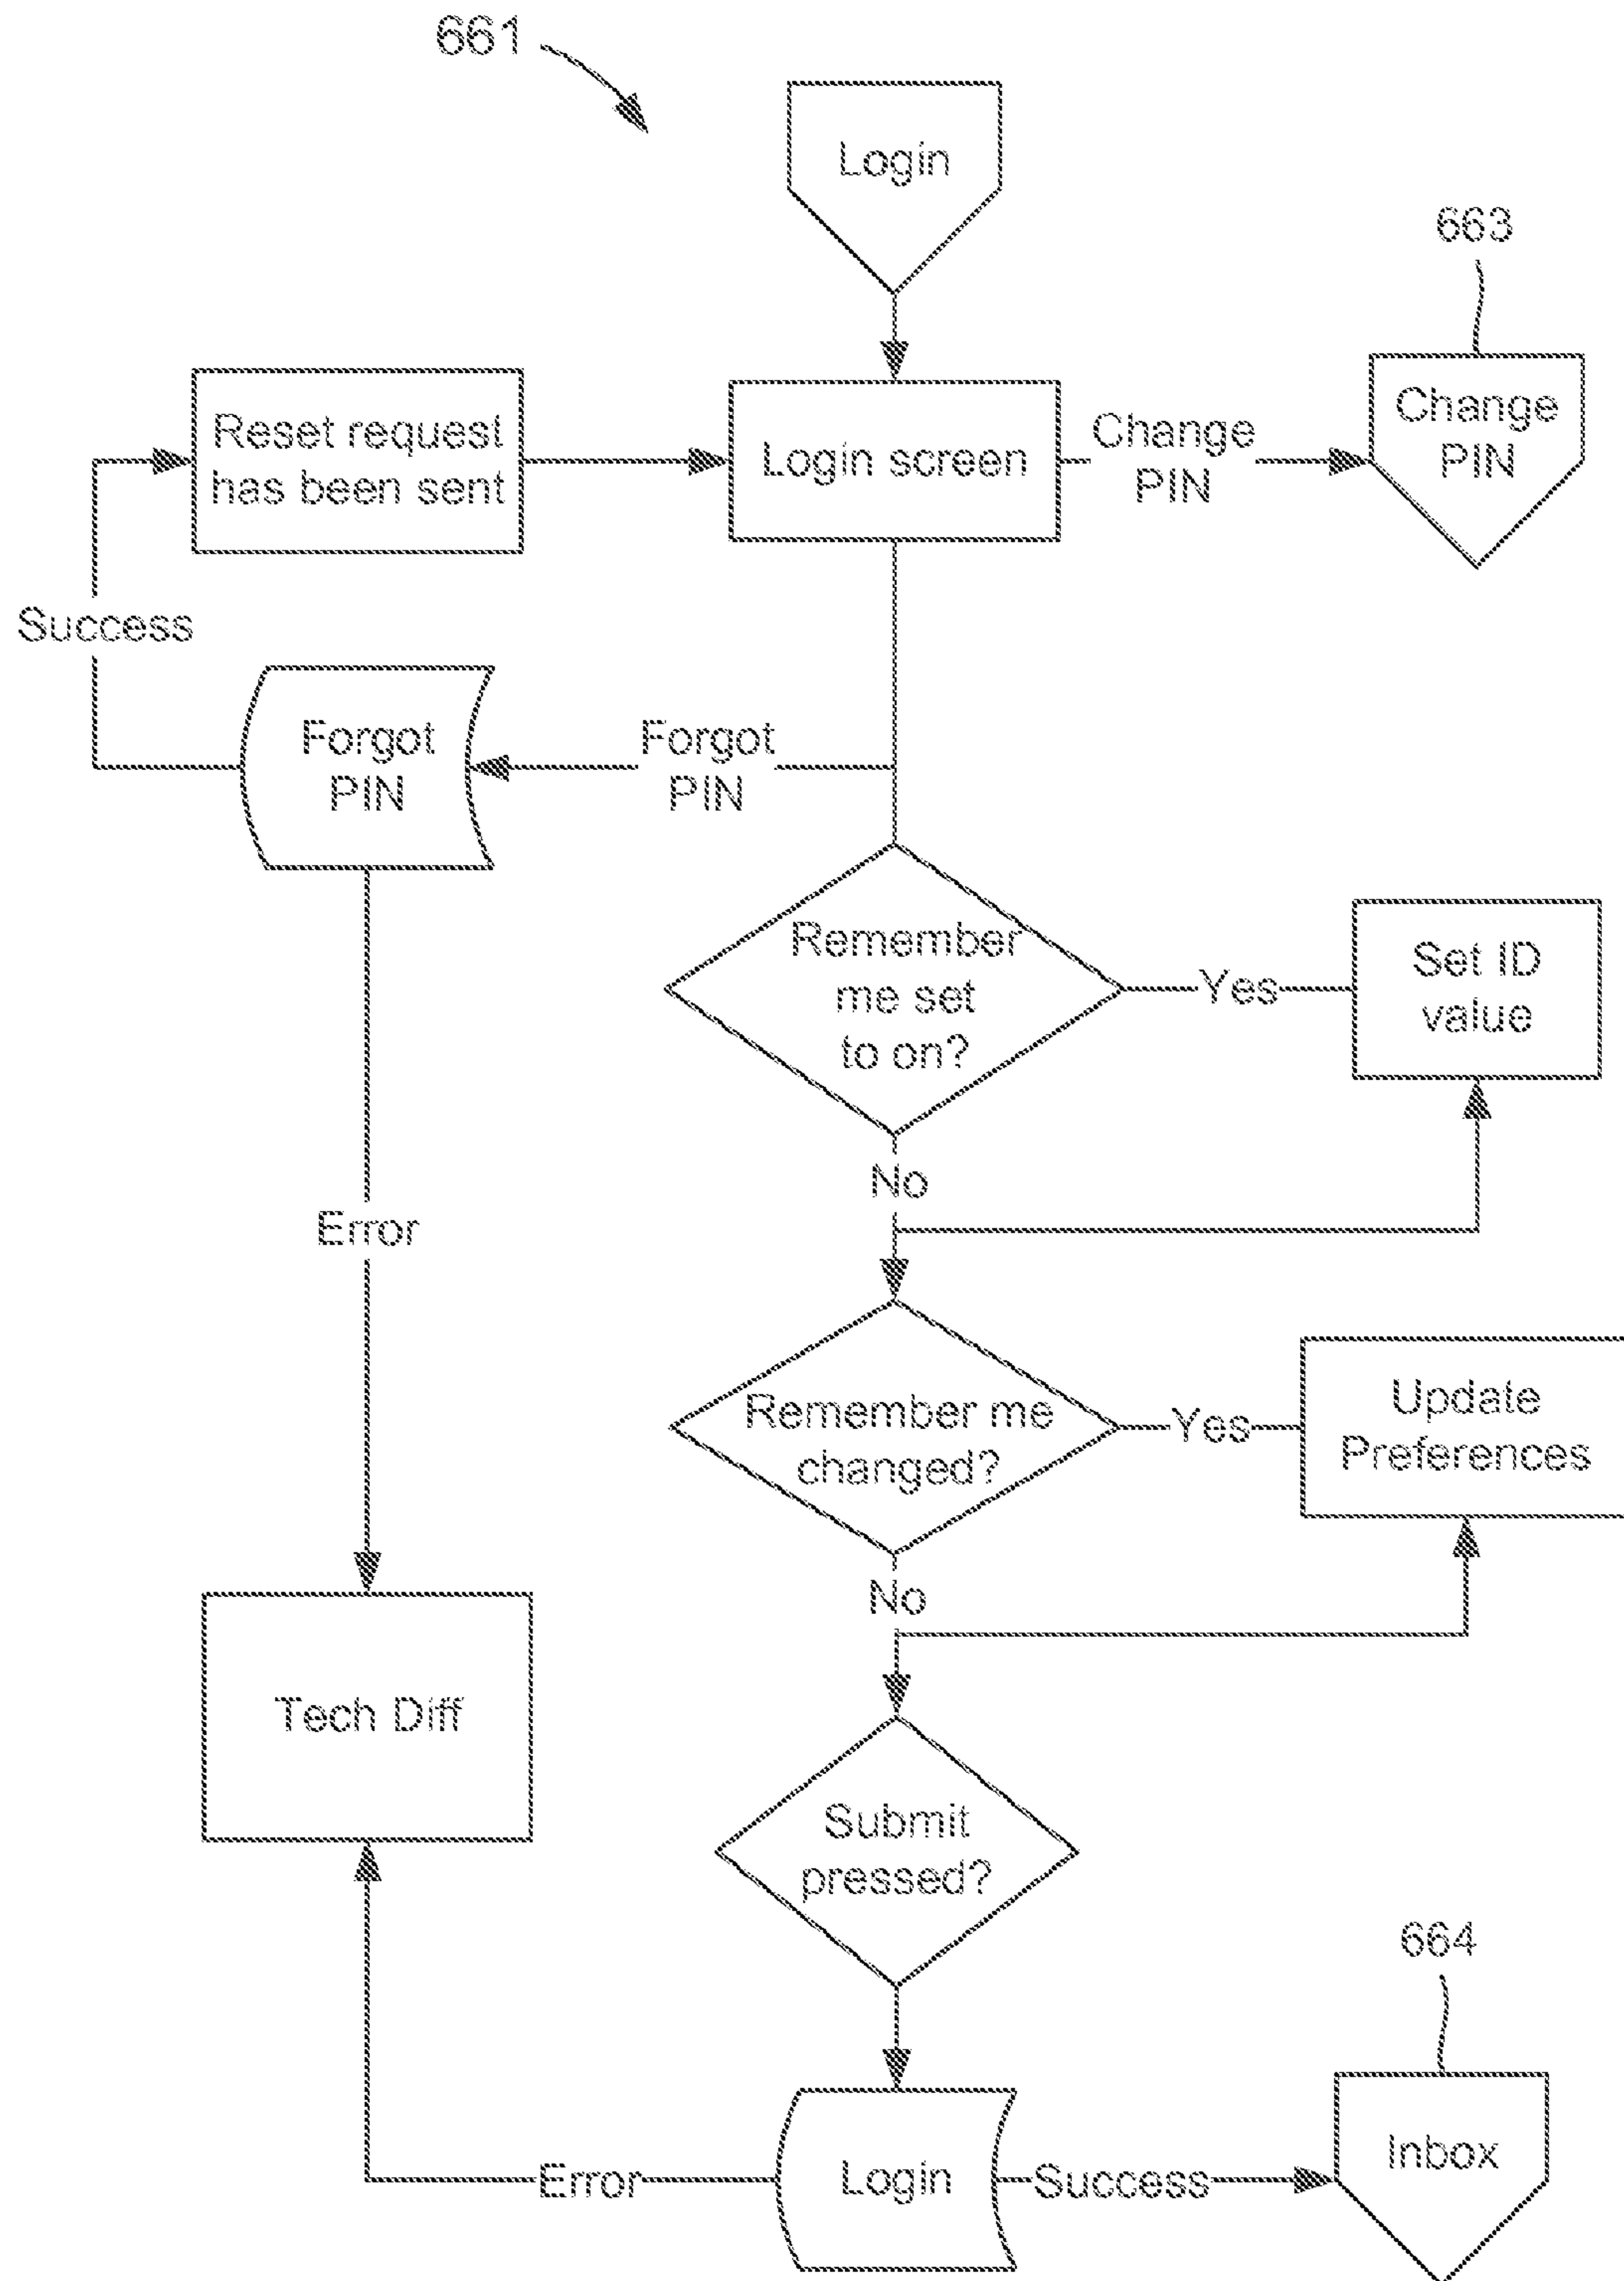 661
Login
663
Reset request
has been sent
Login screen
Change
PIN
Change
PIN
Success
Forgot
PIN
Forgot
PIN
Remember
me set
to on?
Yes
Set ID
value
No
Error
Remember me
changed?
Yes
Update
Preferences
No
Tech Diff
Submit
pressed?
664
Error
Login
Success
Inbox